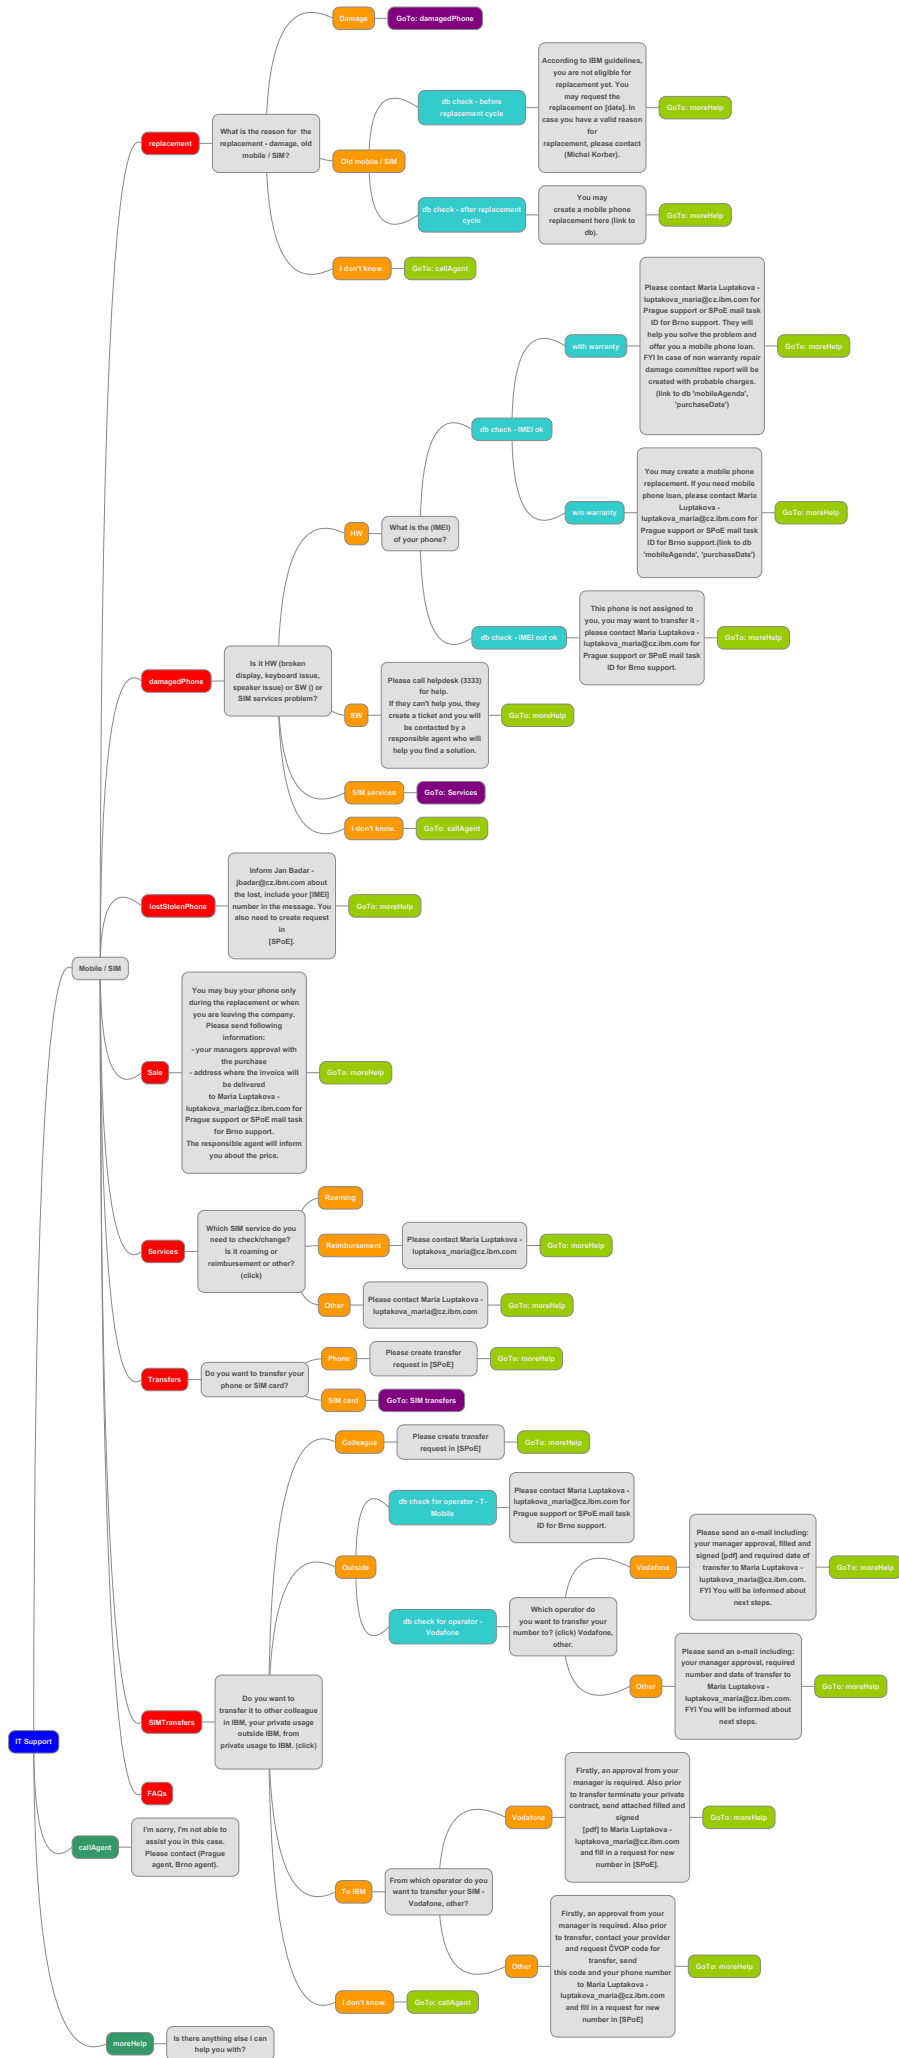 Damage
GoTo: damagedPhone
replacement
What is the reason for the
replacement - damage, old
mobile / SIM?
Old mobile / SIM
db check - before
replacement cycle
According to IBM guidelines,
you are not eligible for
replacement yet. You
may request the
replacement on [date]. In
case you have a valid reason
for
replacement, please contact
(Michal Korber).
GoTo: moreHelp
db check - after replacement
cycle
You may
create a mobile phone
replacement here (link to
db).
GoTo: moreHelp
I don't know.
GoTo: callAgent
damagedPhone
Is it HW (broken
display, keyboard issue,
speaker issue) or SW () or
SIM services problem?
HW
What is the (IMEI)
of your phone?
db check - IMEI ok
with warranty
Please contact Maria Luptakova -
luptakova_maria@cz.ibm.com for
Prague support or SPoE mail task
ID for Brno support. They will
help you solve the problem and
offer you a mobile phone loan.
FYI In case of non warranty repair
damage committee report will be
created with probable charges.
(link to db 'mobileAgenda',
'purchaseDate')
GoTo: moreHelp
w/o warranty
You may create a mobile phone
replacement. If you need mobile
phone loan, please contact Maria
Luptakova -
luptakova_maria@cz.ibm.com for
Prague support or SPoE mail task
ID for Brno support.(link to db
'mobileAgenda', 'purchaseDate')
GoTo: moreHelp
db check - IMEI not ok
This phone is not assigned to
you, you may want to transfer it -
please contact Maria Luptakova -
luptakova_maria@cz.ibm.com for
Prague support or SPoE mail task
ID for Brno support.
GoTo: moreHelp
SW
Please call helpdesk (3333)
for help.
If they can't help you, they
create a ticket and you will
be contacted by a
responsible agent who will
help you find a solution.
GoTo: moreHelp
SIM services
GoTo: Services
I don't know.
GoTo: callAgent
lostStolenPhone
Inform Jan Badar -
jbadar@cz.ibm.com about
the lost, include your [IMEI]
number in the message. You
also need to create request
in
[SPoE].
GoTo: moreHelp
Mobile / SIM
Sale
You may buy your phone only
during the replacement or when
you are leaving the company.
Please send following
information:
- your managers approval with
the purchase
- address where the invoice will
be delivered
to Maria Luptakova -
luptakova_maria@cz.ibm.com for
Prague support or SPoE mail task
for Brno support.
The responsible agent will inform
you about the price.
GoTo: moreHelp
Services
Which SIM service do you
need to check/change?
Is it roaming or
reimbursement or other?
(click)
Roaming
Reimbursement
Please contact Maria Luptakova -
luptakova_maria@cz.ibm.com
GoTo: moreHelp
Other
Please contact Maria Luptakova -
luptakova_maria@cz.ibm.com
GoTo: moreHelp
Transfers
Do you want to transfer your
phone or SIM card?
Phone
Please create transfer
request in [SPoE]
GoTo: moreHelp
SIM card
GoTo: SIM transfers
SIMTransfers
Do you want to
transfer it to other colleague
in IBM, your private usage
outside IBM, from
private usage to IBM. (click)
Colleague
Please create transfer
request in [SPoE]
GoTo: moreHelp
Outside
db check for operator - T-
Mobile
Please contact Maria Luptakova -
luptakova_maria@cz.ibm.com for
Prague support or SPoE mail task
ID for Brno support.
db check for operator -
Vodafone
Which operator do
you want to transfer your
number to? (click) Vodafone,
other.
Vodafone
Please send an e-mail including:
your manager approval, filled and
signed [pdf] and required date of
transfer to Maria Luptakova -
luptakova_maria@cz.ibm.com.
FYI You will be informed about
next steps.
GoTo: moreHelp
Other
Please send an e-mail including:
your manager approval, required
number and date of transfer to
Maria Luptakova -
luptakova_maria@cz.ibm.com.
FYI You will be informed about
next steps.
GoTo: moreHelp
To IBM
From which operator do you
want to transfer your SIM -
Vodafone, other?
Vodafone
Firstly, an approval from your
manager is required. Also prior
to transfer terminate your private
contract, send attached filled and
signed
[pdf] to Maria Luptakova -
luptakova_maria@cz.ibm.com
and fill in a request for new
number in [SPoE].
GoTo: moreHelp
Other
Firstly, an approval from your
manager is required. Also prior
to transfer, contact your provider
and request ČVOP code for
transfer, send
this code and your phone number
to Maria Luptakova -
luptakova_maria@cz.ibm.com
and fill in a request for new
number in [SPoE]
GoTo: moreHelp
I don't know.
GoTo: callAgent
IT Support
FAQs
callAgent
I'm sorry, I'm not able to
assist you in this case.
Please contact (Prague
agent, Brno agent).
moreHelp
Is there anything else I can
help you with?